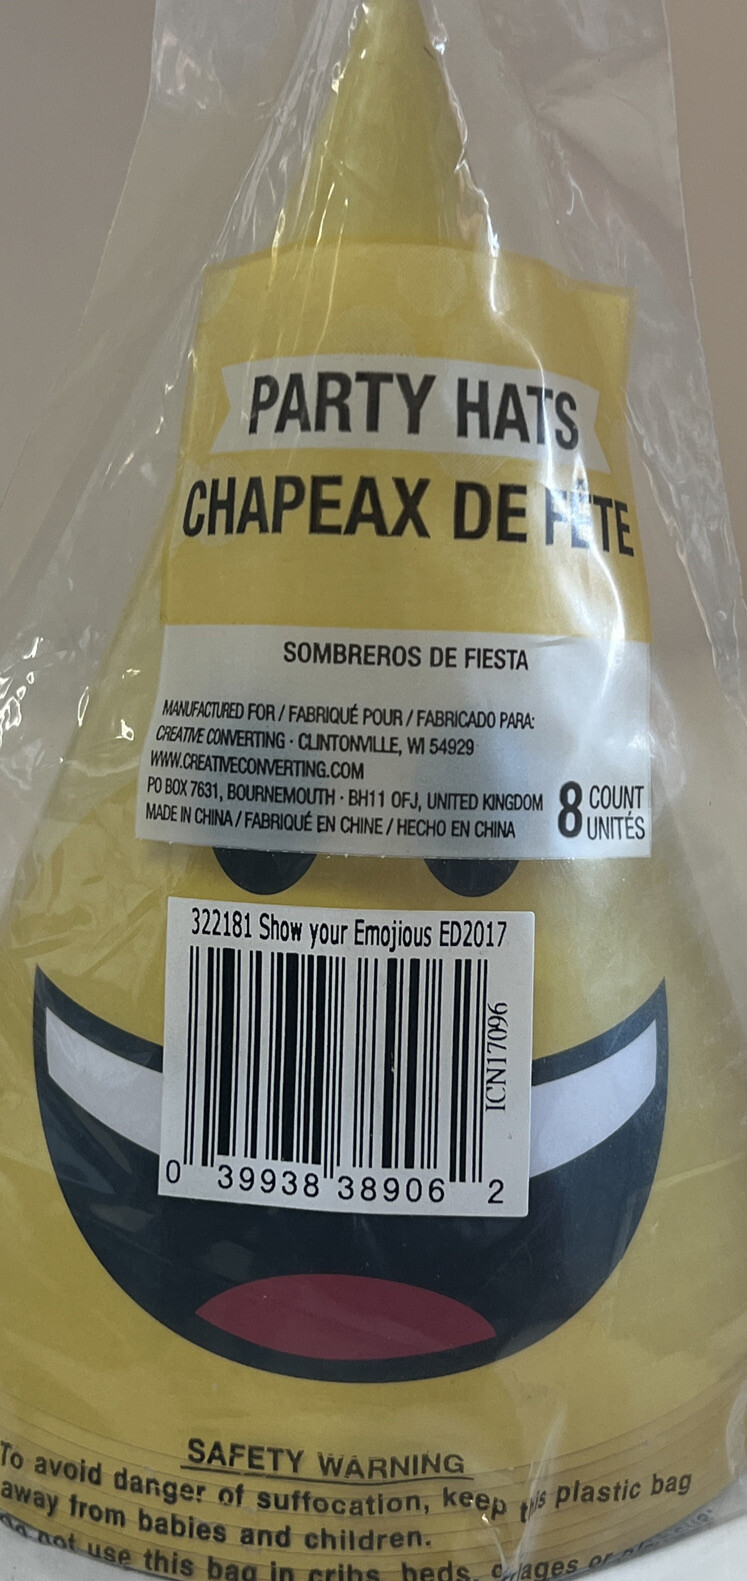 PARTY HATS
CHAPEAX DE FÊTE
SOMBREROS DE FIESTA
MANUFACTURED FOR / FABRIQUÉ POUR / FABRICADO PARA:
CREATIVE CONVERTING · CLINTONVILLE, WI 54929
WWW.CREATIVECONVERTING.COM
PO BOX 7631, BOURNEMOUTH · BH11 0FJ, UNITED KINGDOM
MADE IN CHINA / FABRIQUÉ EN CHINE / HECHO EN CHINA
8 COUNT
UNITÉS
322181 Show your Emojious ED2017
ICN17096
0 39938 38906 2
SAFETY WARNING
To avoid danger of suffocation, keep this plastic bag
away from babies and children.
not use this bag in cribs, beds, or